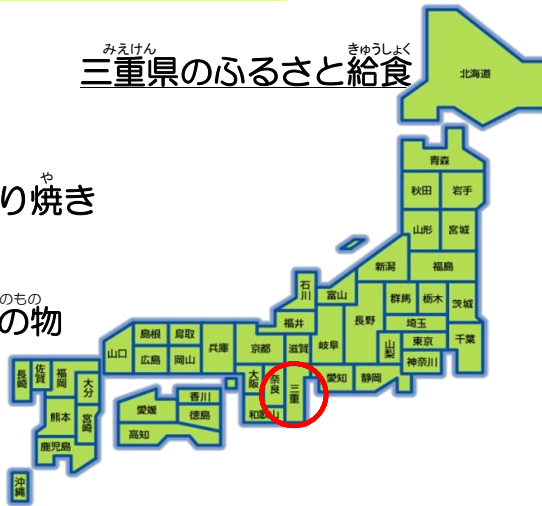 みえけん きゅうしょく
三重県のふるさと給食
北海道
青森
や
り焼き
秋田 岩手
山形 宮城
新潟 福島
石川 富山 群馬 栃木 茨城
のもの
の物
長野
島根 鳥取 福井 埼玉
山口 兵庫 京都 滋賀 岐阜 山梨 東京 千葉
広島 岡山 神奈川
長崎 佐賀 福岡 大分 大阪 奈良 三重 愛知 静岡
香川
愛媛 徳島 和歌山
熊本 宮崎
高知
鹿児島
沖縄